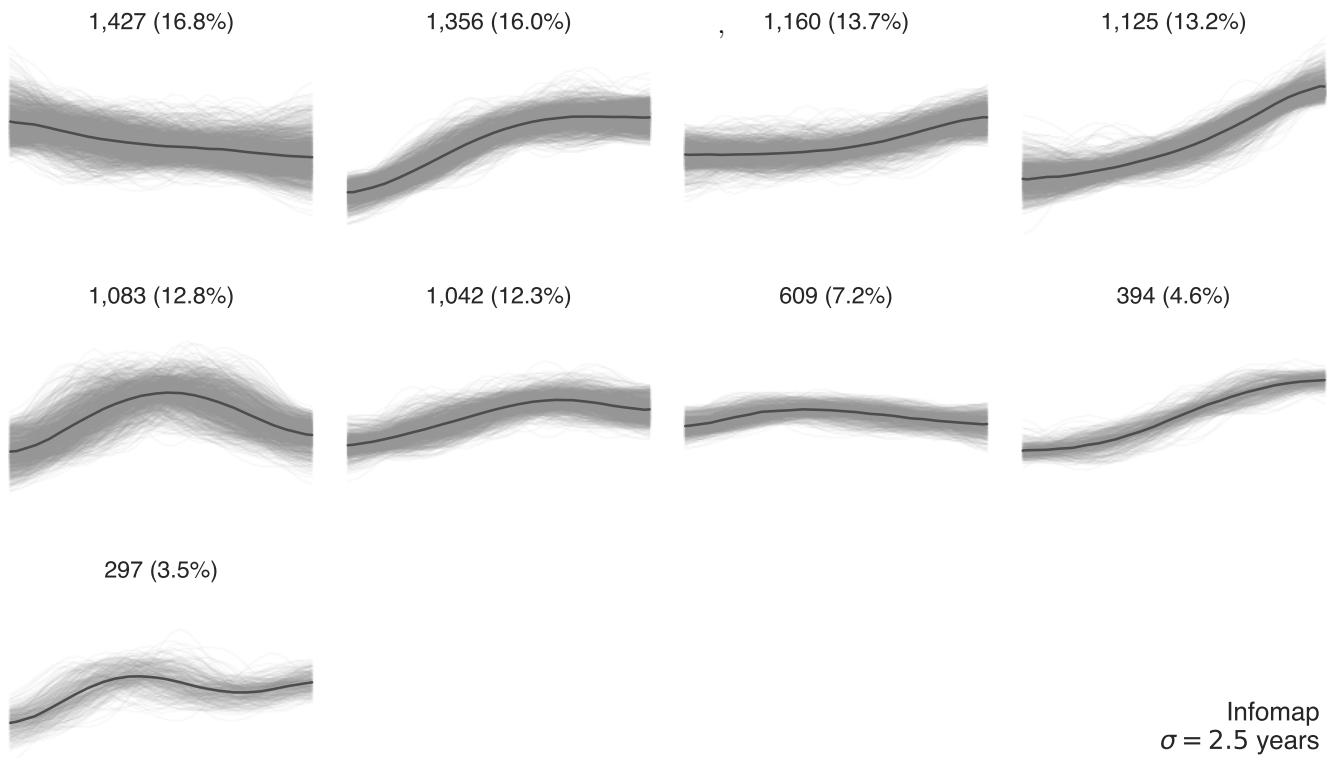 1,427 (16.8%)
1,356 (16.0%)
, 1,160 (13.7%)
1,125 (13.2%)
1,083 (12.8%)
1,042 (12.3%)
609 (7.2%)
394 (4.6%)
297 (3.5%)
Infomap
σ = 2.5 years